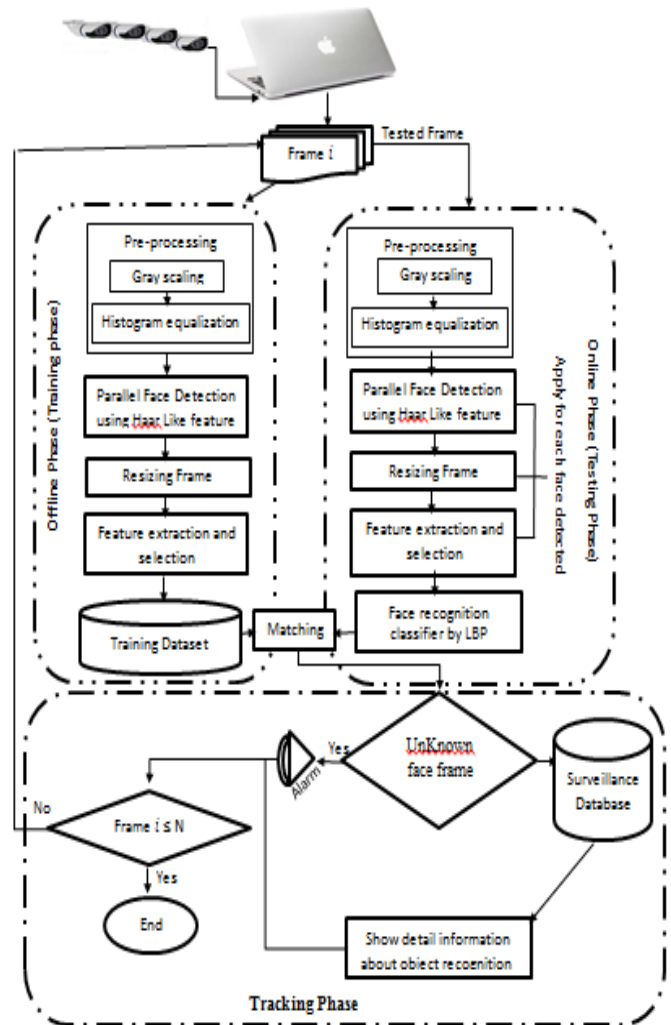 Tested Frame
Frame i
Pre-processing
Gray scaling
Histogram equalization
Parallel Face Detection
using Haar Like feature
Resizing Frame
Feature extraction and
selection
Training Dataset
Offline Phase (Training phase)
Pre-processing
Gray scaling
Histogram equalization
Parallel Face Detection
using Haar Like feature
Resizing Frame
Feature extraction and
selection
Face recognition
classifier by LBP
Apply for each face detected
Online Phase (Testing Phase)
Matching
UnKnown
face frame
Yes
Alarm
Surveillance
Database
No
Frame i ≤ N
Yes
End
Show detail information
about object recognition
Tracking Phase